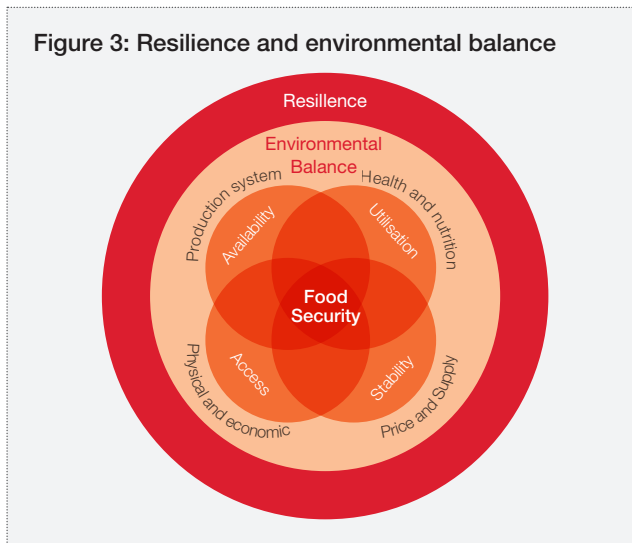 Figure 3: Resilience and environmental balance
Resillence
Environmental
Balance
Production system
Health and nutrition
Availability
Utilisation
Food
Security
Access
Stability
Physical and economic
Price and Supply